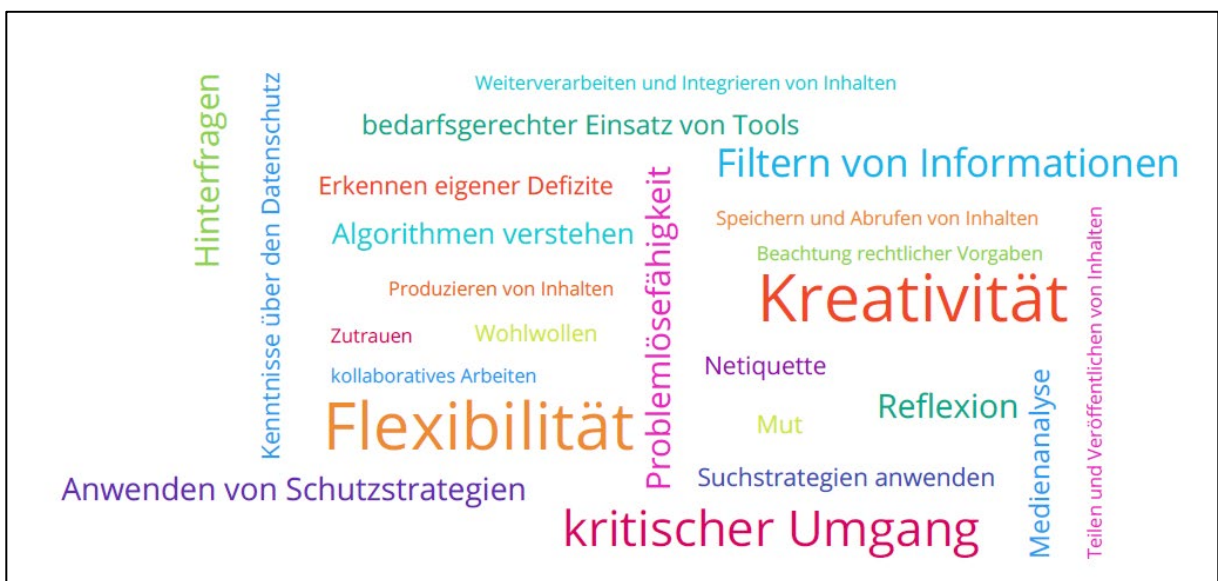 Weiterverarbeiten und Integrieren von Inhalten
Hinterfragen
Kenntnisse über den Datenschutz
bedarfsgerechter Einsatz von Tools
Filtern von Informationen
Erkennen eigener Defizite
Problemlösefähigkeit
Speichern und Abrufen von Inhalten
Algorithmen verstehen
Beachtung rechtlicher Vorgaben
Teilen und Veröffentlichen von Inhalten
Produzieren von Inhalten
Kreativität
Zutrauen
Wohlwollen
Netiquette
kollaboratives Arbeiten
Reflexion
Medienanalyse
Flexibilität
Mut
Suchstrategien anwenden
Anwenden von Schutzstrategien
kritischer Umgang